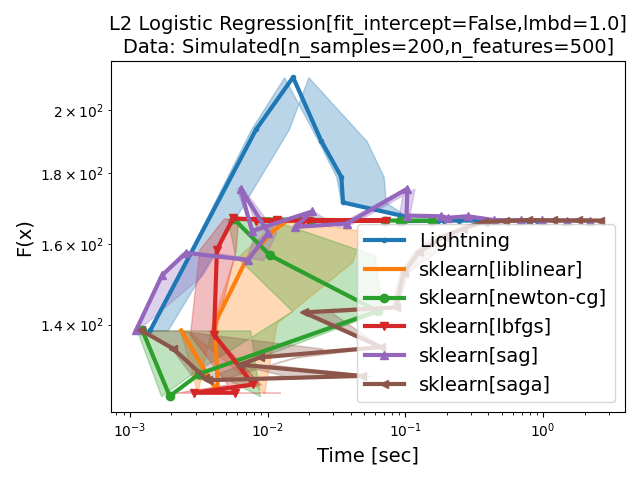 L2 Logistic Regression[fit_intercept=False,lmbd=1.0]
Data: Simulated[n_samples=200,n_features=500]
F(x)
2 × 10²
1.8 × 10²
1.6 × 10²
1.4 × 10²
Lightning
sklearn[liblinear]
sklearn[newton-cg]
sklearn[lbfgs]
sklearn[sag]
sklearn[saga]
10⁻³ 10⁻² 10⁻¹ 10⁰
Time [sec]